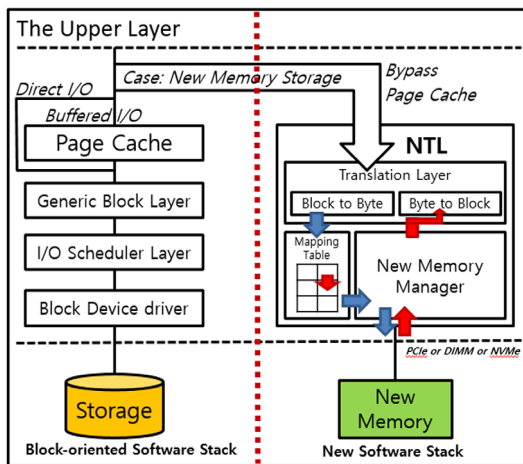 The Upper Layer
Direct I/O
Case: New Memory Storage
Bypass
Page Cache
Buffered I/O
Page Cache
NTL
Translation Layer
Block to Byte
Byte to Block
Generic Block Layer
I/O Scheduler Layer
Mapping
Table
New Memory
Manager
Block Device driver
PCIe or DIMM or NVMe
Storage
New
Memory
Block-oriented Software Stack
New Software Stack